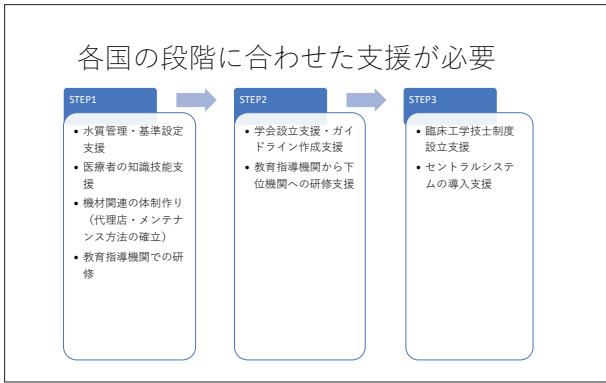 各国の段階に合わせた支援が必要
STEP1
• 水質管理・基準設定
支援
• 医療者の知識技能支
援
• 機材関連の体制作り
（代理店・メンテナ
ンス方法の確立）
• 教育指導機関での研
修
STEP2
• 学会設立支援・ガイ
ドライン作成支援
• 教育指導機関から下
位機関への研修支援
STEP3
• 臨床工学技士制度
設立支援
• セントラルシステ
ムの導入支援